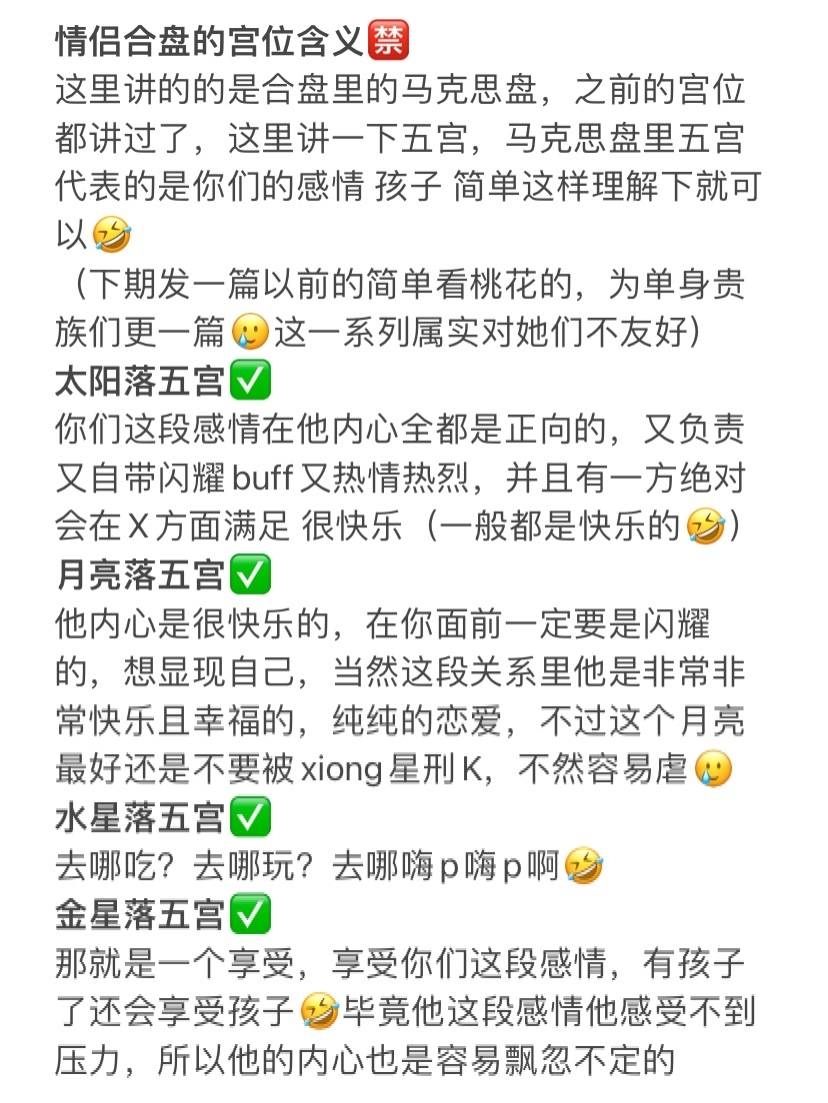 情侣合盘的宫位含义🈲
这里讲的的是合盘里的马克思盘，之前的宫位
都讲过了，这里讲一下五宫，马克思盘里五宫
代表的是你们的感情 孩子 简单这样理解下就可
以🤣
（下期发一篇以前的简单看桃花的，为单身贵
族们更一篇🥲这一系列属实对她们不友好）
太阳落五宫✅
你们这段感情在他内心全都是正向的，又负责
又自带闪耀buff又热情热烈，并且有一方绝对
会在X方面满足 很快乐（一般都是快乐的🤣）
月亮落五宫✅
他内心是很快乐的，在你面前一定要是闪耀
的，想显现自己，当然这段关系里他是非常非
常快乐且幸福的，纯纯的恋爱，不过这个月亮
最好还是不要被xiong星刑K，不然容易虐🥲
水星落五宫✅
去哪吃？去哪玩？去哪嗨p嗨p啊🤣
金星落五宫✅
那就是一个享受，享受你们这段感情，有孩子
了还会享受孩子🤣毕竟他这段感情他感受不到
压力，所以他的内心也是容易飘忽不定的